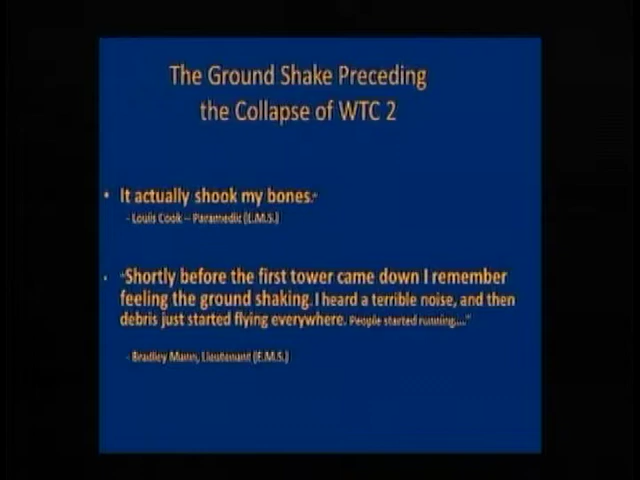 The Ground Shake Preceding
the Collapse of WTC 2
• It actually shook my bones."
- Louis Cook – Paramedic (E.M.S.)
• "Shortly before the first tower came down I remember
feeling the ground shaking. I heard a terrible noise, and then
debris just started flying everywhere. People started running...."
- Bradley Mann, Lieutenant (E.M.S.)